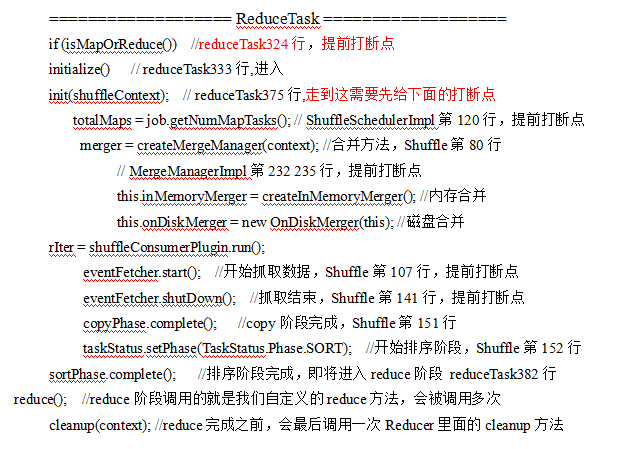 =================== ReduceTask ===================
if (isMapOrReduce()) //reduceTask324 行，提前打断点
initialize() // reduceTask333 行,进入
init(shuffleContext); // reduceTask375 行,走到这需要先给下面的打断点
totalMaps = job.getNumMapTasks(); // ShuffleSchedulerImpl 第 120 行，提前打断点
merger = createMergeManager(context); //合并方法，Shuffle 第 80 行
// MergeManagerImpl 第 232 235 行，提前打断点
this.inMemoryMerger = createInMemoryMerger(); //内存合并
this.onDiskMerger = new OnDiskMerger(this); //磁盘合并
rIter = shuffleConsumerPlugin.run();
eventFetcher.start(); //开始抓取数据，Shuffle 第 107 行，提前打断点
eventFetcher.shutDown(); //抓取结束，Shuffle 第 141 行，提前打断点
copyPhase.complete(); //copy 阶段完成，Shuffle 第 151 行
taskStatus.setPhase(TaskStatus.Phase.SORT); //开始排序阶段，Shuffle 第 152 行
sortPhase.complete(); //排序阶段完成，即将进入 reduce 阶段 reduceTask382 行
reduce(); //reduce 阶段调用的就是我们自定义的 reduce 方法，会被调用多次
cleanup(context); //reduce 完成之前，会最后调用一次 Reducer 里面的 cleanup 方法